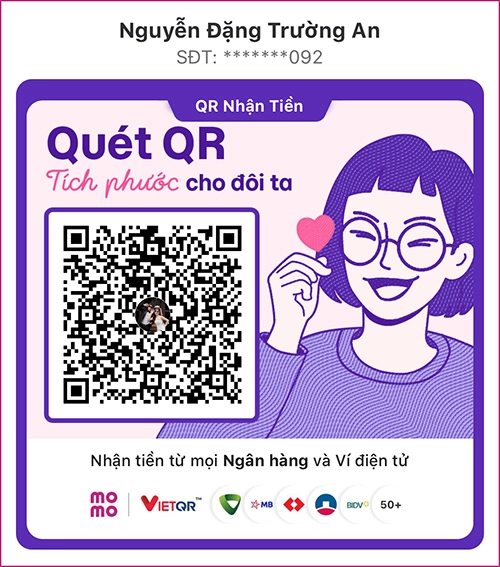 Nguyễn Đặng Trường An
SĐT: *******092
QR Nhận Tiền
Quét QR
Tích phước cho đôi ta
Nhận tiền từ mọi Ngân hàng và Ví điện tử
mo mo VIETQR™ MB BIDV 50+